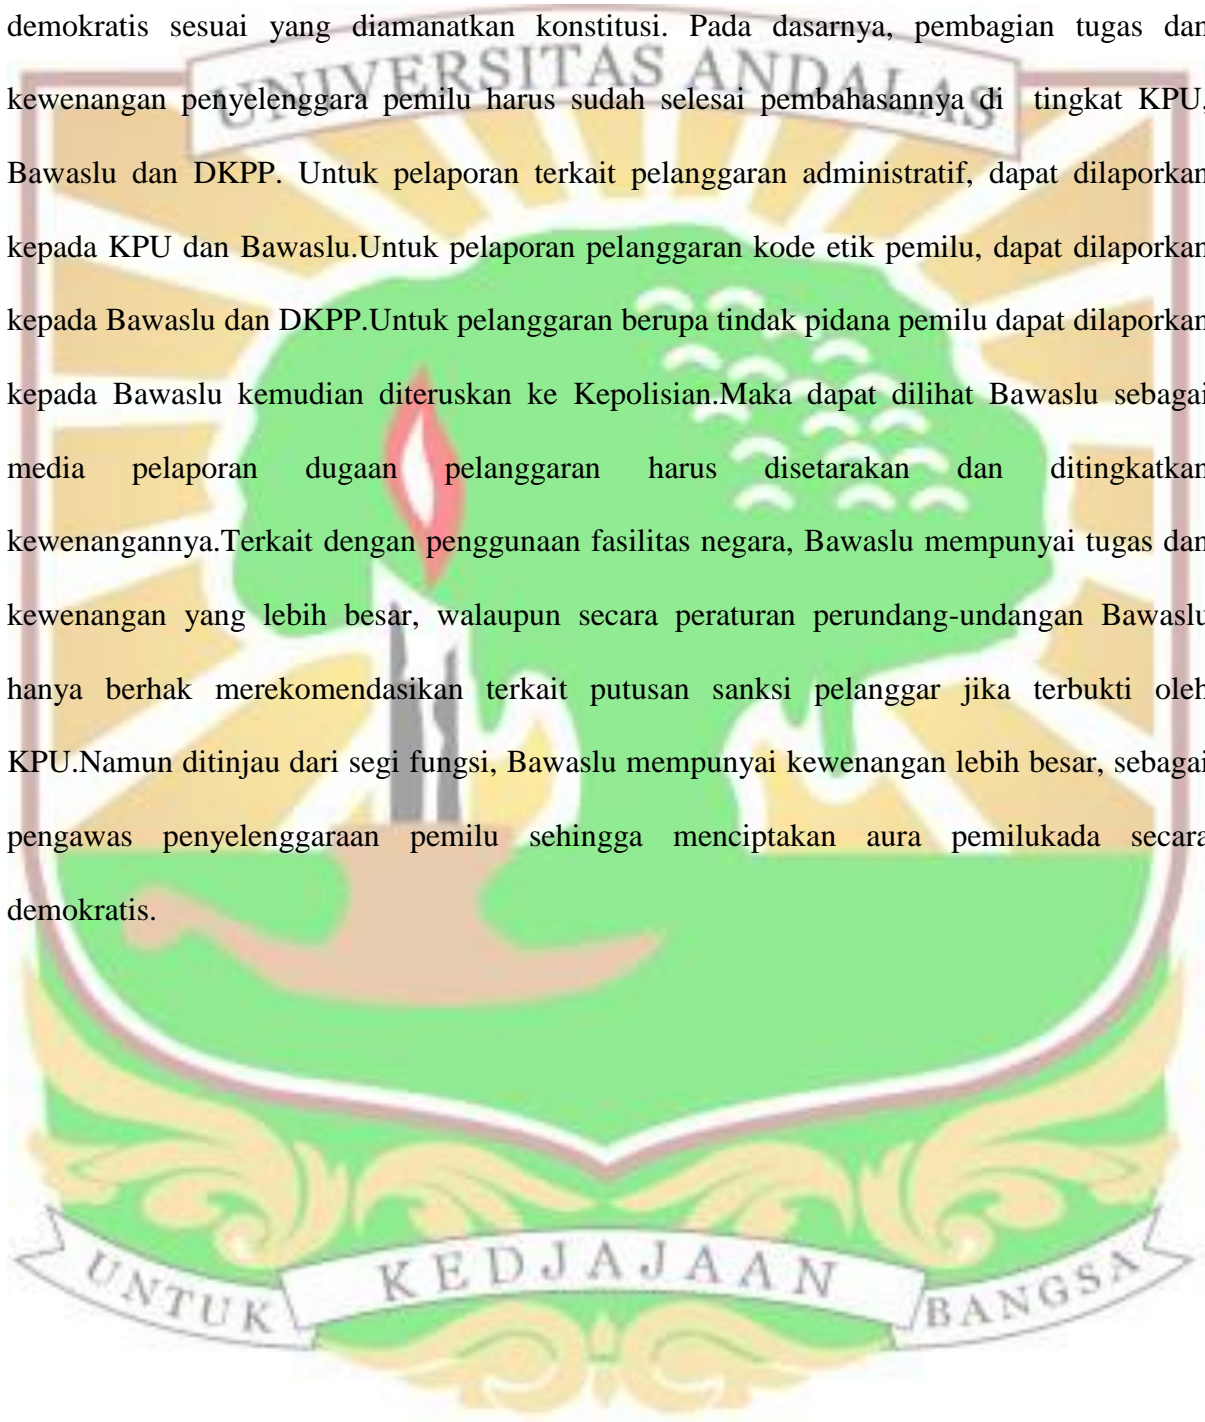 demokratis sesuai yang diamanatkan konstitusi. Pada dasarnya, pembagian tugas dan
UNIVERSITAS ANDALAS
kewenangan penyelenggara pemilu harus sudah selesai pembahasannya di tingkat KPU,
Bawaslu dan DKPP. Untuk pelaporan terkait pelanggaran administratif, dapat dilaporkan
kepada KPU dan Bawaslu.Untuk pelaporan pelanggaran kode etik pemilu, dapat dilaporkan
kepada Bawaslu dan DKPP.Untuk pelanggaran berupa tindak pidana pemilu dapat dilaporkan
kepada Bawaslu kemudian diteruskan ke Kepolisian.Maka dapat dilihat Bawaslu sebagai
media pelaporan dugaan pelanggaran harus disetarakan dan ditingkatkan
kewenangannya.Terkait dengan penggunaan fasilitas negara, Bawaslu mempunyai tugas dan
kewenangan yang lebih besar, walaupun secara peraturan perundang-undangan Bawaslu
hanya berhak merekomendasikan terkait putusan sanksi pelanggar jika terbukti oleh
KPU.Namun ditinjau dari segi fungsi, Bawaslu mempunyai kewenangan lebih besar, sebagai
pengawas penyelenggaraan pemilu sehingga menciptakan aura pemilukada secara
demokratis.
UNTUK KEDJAJAAN BANGSA